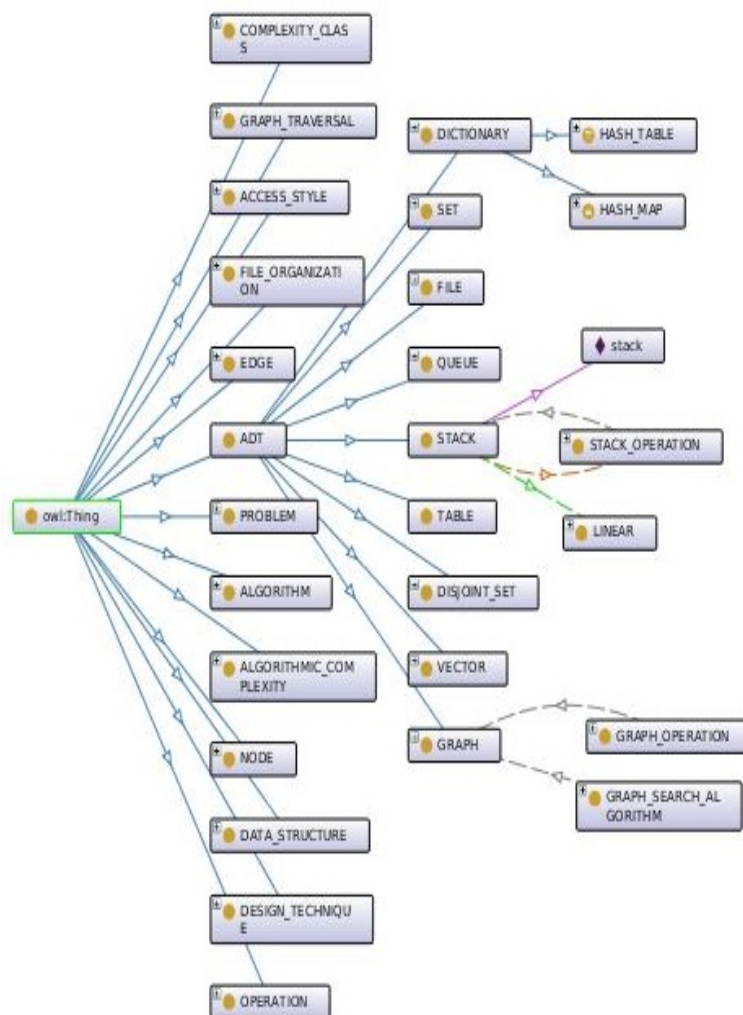 COMPLEXITY_CLAS
S
GRAPH_TRAVERSAL
DICTIONARY
HASH_TABLE
ACCESS_STYLE
SET
HASH_MAP
FILE_ORGANIZATI
ON
FILE
stack
EDGE
QUEUE
ADT
STACK
STACK_OPERATION
owl:Thing
PROBLEM
TABLE
LINEAR
ALGORITHM
DISJOINT_SET
ALGORITHMIC_COM
PLEXITY
VECTOR
NODE
GRAPH
GRAPH_OPERATION
GRAPH_SEARCH_AL
GORITHM
DATA_STRUCTURE
DESIGN_TECHNIQU
E
OPERATION